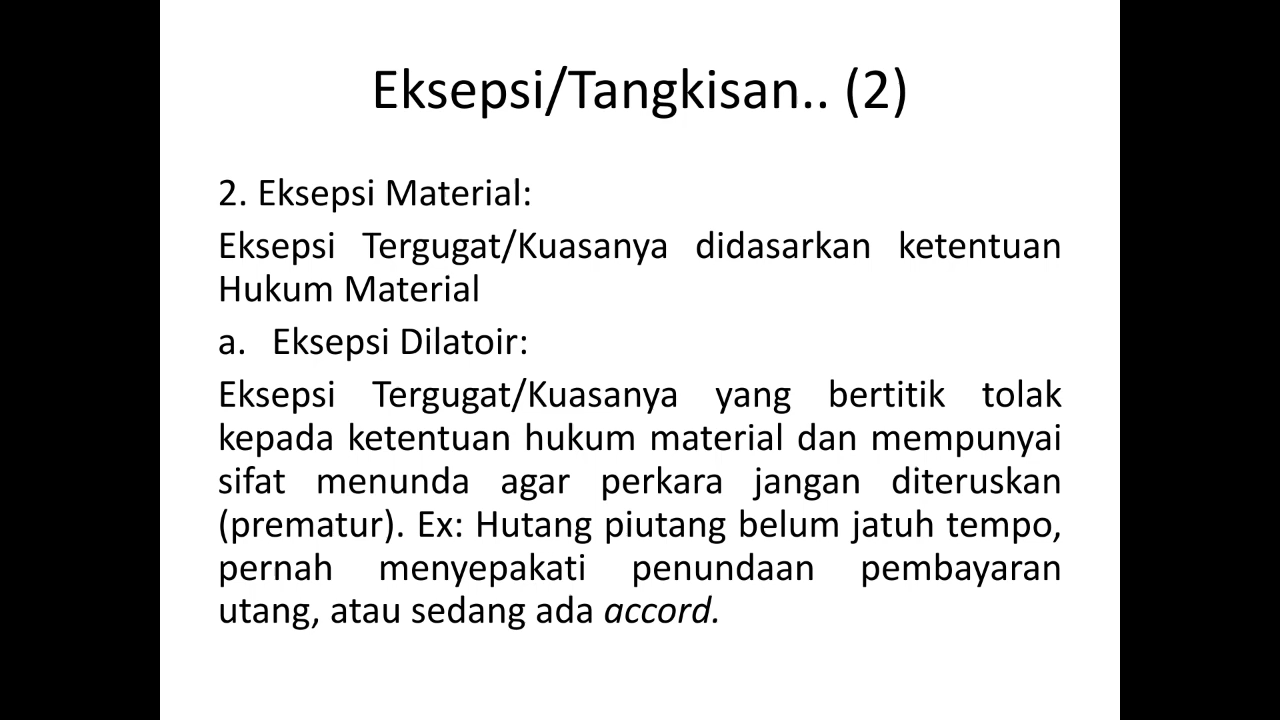 Eksepsi/Tangkisan.. (2)
2. Eksepsi Material:
Eksepsi Tergugat/Kuasanya didasarkan ketentuan
Hukum Material
a. Eksepsi Dilatoir:
Eksepsi Tergugat/Kuasanya yang bertitik tolak
kepada ketentuan hukum material dan mempunyai
sifat menunda agar perkara jangan diteruskan
(prematur). Ex: Hutang piutang belum jatuh tempo,
pernah menyepakati penundaan pembayaran
utang, atau sedang ada accord.